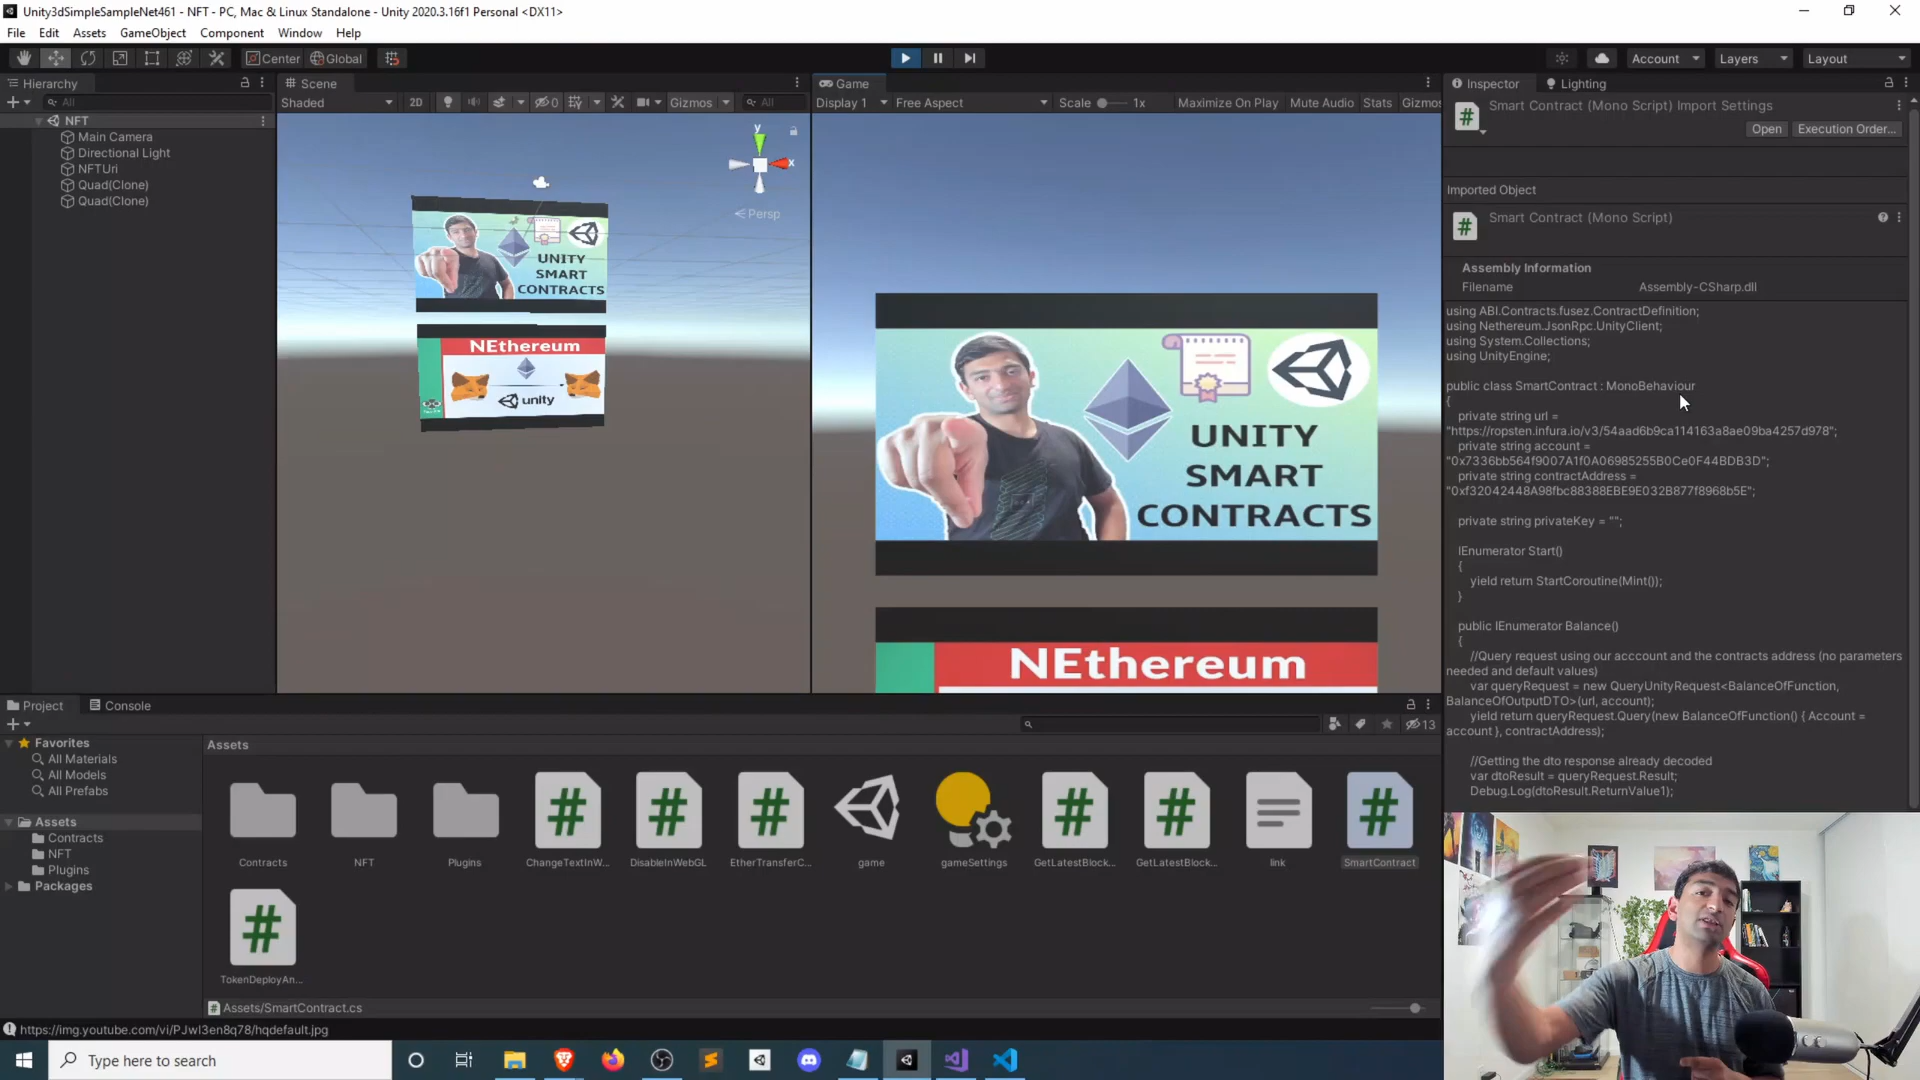 Unity3dSimpleSampleNet461 - NFT - PC, Mac & Linux Standalone - Unity 2020.3.16f1 Personal <DX11>
File Edit Assets GameObject Component Window Help
Center Global
Account Layers Layout
Hierarchy
All
NFT
Main Camera
Directional Light
NFTUri
Quad(Clone)
Quad(Clone)
Scene
Shaded 2D 0 Gizmos All
y
x
Persp
UNITY
SMART
CONTRACTS
NEthereum
unity
Game
Display 1 Free Aspect Scale 1x Maximize On Play Mute Audio Stats Gizmos
UNITY
SMART
CONTRACTS
NEthereum
Inspector Lighting
Smart Contract (Mono Script) Import Settings
Open Execution Order...
Imported Object
Smart Contract (Mono Script)
Assembly Information
Filename Assembly-CSharp.dll
using ABI.Contracts.fusez.ContractDefinition;
using Nethereum.JsonRpc.UnityClient;
using System.Collections;
using UnityEngine;
public class SmartContract : MonoBehaviour
{
private string url =
"https://ropsten.infura.io/v3/54aad6b9ca114163a8ae09ba4257d978";
private string account =
"0x7336bb564f9007A1f0A06985255B0Ce0F44BDB3D";
private string contractAddress =
"0xf32042448A98fbc88388EBE9E032B877f8968b5E";
private string privateKey = "";
IEnumerator Start()
{
yield return StartCoroutine(Mint());
}
public IEnumerator Balance()
{
//Query request using our acccount and the contracts address (no parameters
needed and default values)
var queryRequest = new QueryUnityRequest<BalanceOfFunction,
BalanceOfOutputDTO>(url, account);
yield return queryRequest.Query(new BalanceOfFunction() { Account =
account }, contractAddress);
//Getting the dto response already decoded
var dtoResult = queryRequest.Result;
Debug.Log(dtoResult.ReturnValue1);
Project Console
13
Favorites
All Materials
All Models
All Prefabs
Assets
Contracts
NFT
Plugins
Packages
Assets
Contracts NFT Plugins ChangeTextInW... DisableInWebGL EtherTransferC... game gameSettings GetLatestBlock... GetLatestBlock... link SmartContract
TokenDeployAn...
Assets/SmartContract.cs
https://img.youtube.com/vi/PJwI3en8q78/hqdefault.jpg
Type here to search